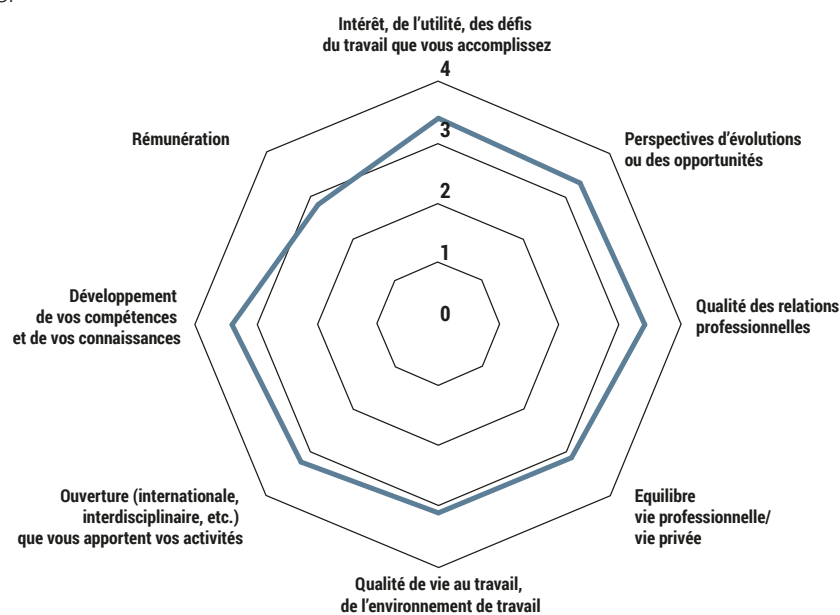 Intérêt, de l’utilité, des défis
du travail que vous accomplissez
4
Rémunération
3
Perspectives d’évolutions
ou des opportunités
2
1
Développement
de vos compétences
et de vos connaissances
0
Qualité des relations
professionnelles
Ouverture (internationale,
interdisciplinaire, etc.)
que vous apportent vos activités
Equilibre
vie professionnelle/
vie privée
Qualité de vie au travail,
de l’environnement de travail